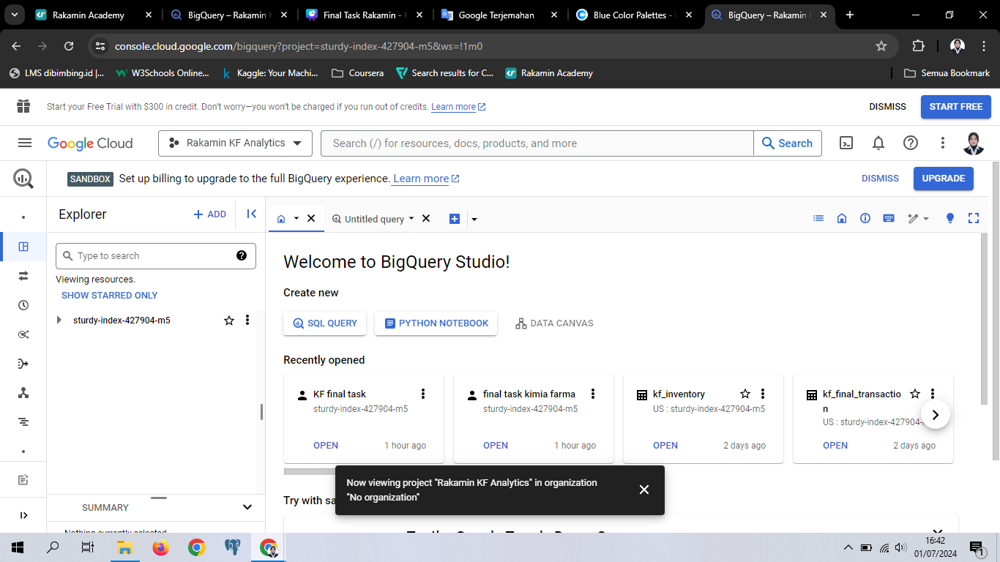 Rakamin Academy
BigQuery – Rakamin
Final Task Rakamin -
Google Terjemahan
Blue Color Palettes -
BigQuery – Rakamin
console.cloud.google.com/bigquery?project=sturdy-index-427904-m5&ws=!1m0
LMS dibimbing.id |...
W3Schools Online...
Kaggle: Your Machi...
Coursera
Search results for C...
Rakamin Academy
Semua Bookmark
Start your Free Trial with $300 in credit. Don't worry—you won't be charged if you run out of credits. Learn more
DISMISS
START FREE
Google Cloud
Rakamin KF Analytics
Search (/) for resources, docs, products, and more
Search
SANDBOX Set up billing to upgrade to the full BigQuery experience. Learn more
DISMISS
UPGRADE
Explorer
+ ADD
Untitled query
Type to search
Viewing resources.
SHOW STARRED ONLY
sturdy-index-427904-m5
Welcome to BigQuery Studio!
Create new
SQL QUERY
PYTHON NOTEBOOK
DATA CANVAS
Recently opened
KF final task
sturdy-index-427904-m5
OPEN
1 hour ago
final task kimia farma
sturdy-index-427904-m5
OPEN
1 hour ago
kf_inventory
US : sturdy-index-427904-m5
OPEN
2 days ago
kf_final_transactio
n
US : sturdy-index-427904-
OPEN
2 days ago
Now viewing project "Rakamin KF Analytics" in organization
"No organization"
Try with sa
SUMMARY
Nothing currently selected
16:42
01/07/2024
1